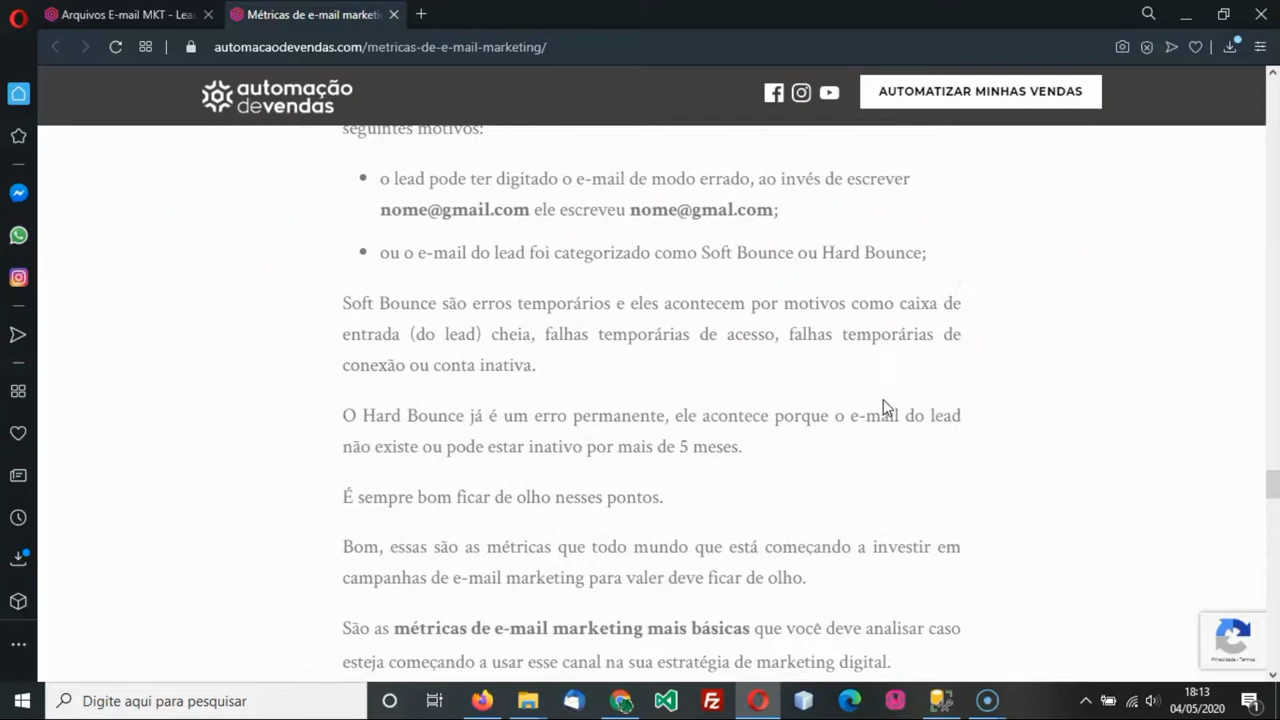 Arquivos E-mail MKT - Lea
Métricas de e-mail marketi
automacaodevendas.com/metricas-de-e-mail-marketing/
automação
devendas
AUTOMATIZAR MINHAS VENDAS
seguintes motivos:
o lead pode ter digitado o e-mail de modo errado, ao invés de escrever
nome@gmail.com ele escreveu nome@gmal.com;
ou o e-mail do lead foi categorizado como Soft Bounce ou Hard Bounce;
Soft Bounce são erros temporários e eles acontecem por motivos como caixa de
entrada (do lead) cheia, falhas temporárias de acesso, falhas temporárias de
conexão ou conta inativa.
O Hard Bounce já é um erro permanente, ele acontece porque o e-mail do lead
não existe ou pode estar inativo por mais de 5 meses.
É sempre bom ficar de olho nesses pontos.
Bom, essas são as métricas que todo mundo que está começando a investir em
campanhas de e-mail marketing para valer deve ficar de olho.
São as métricas de e-mail marketing mais básicas que você deve analisar caso
esteja começando a usar esse canal na sua estratégia de marketing digital.
Privacidade - Termos
Digite aqui para pesquisar
18:13
04/05/2020
1